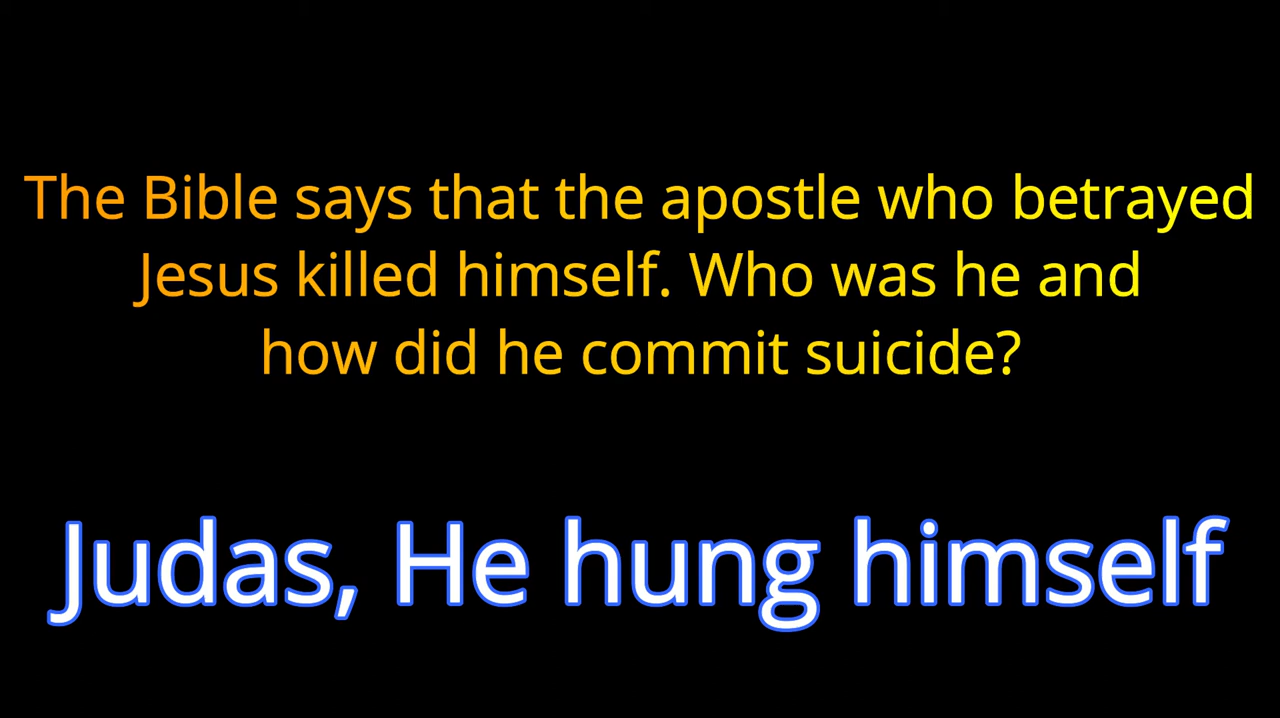 The Bible says that the apostle who betrayed
Jesus killed himself. Who was he and
how did he commit suicide?
Judas, He hung himself